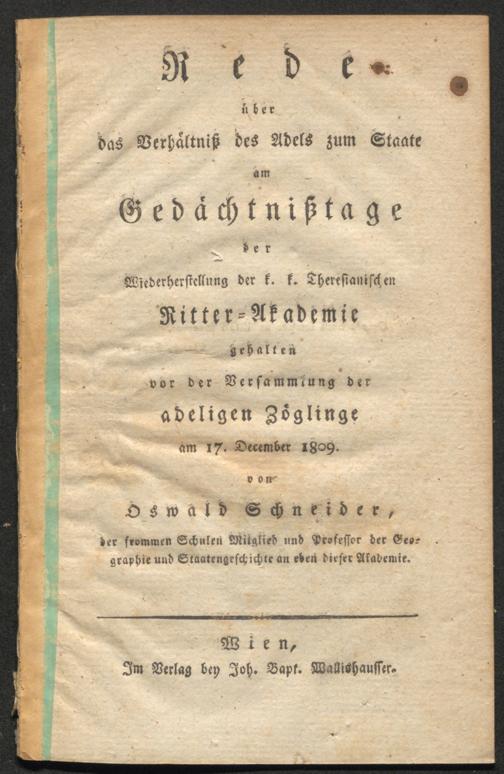 Rede
über
das Verhältniß des Adels zum Staate
am
Gedächtnißtage
der
Wiederherstellung der k. k. Theresianischen
Ritter-Akademie
gehalten
vor der Versammlung der
adeligen Zöglinge
am 17. December 1809.
von
Oswald Schneider,
der frommen Schulen Mitglied und Professor der Geo-
graphie und Staatengeschichte an eben dieser Akademie.
Wien,
Im Verlag bey Joh. Bapt. Wallishausser.